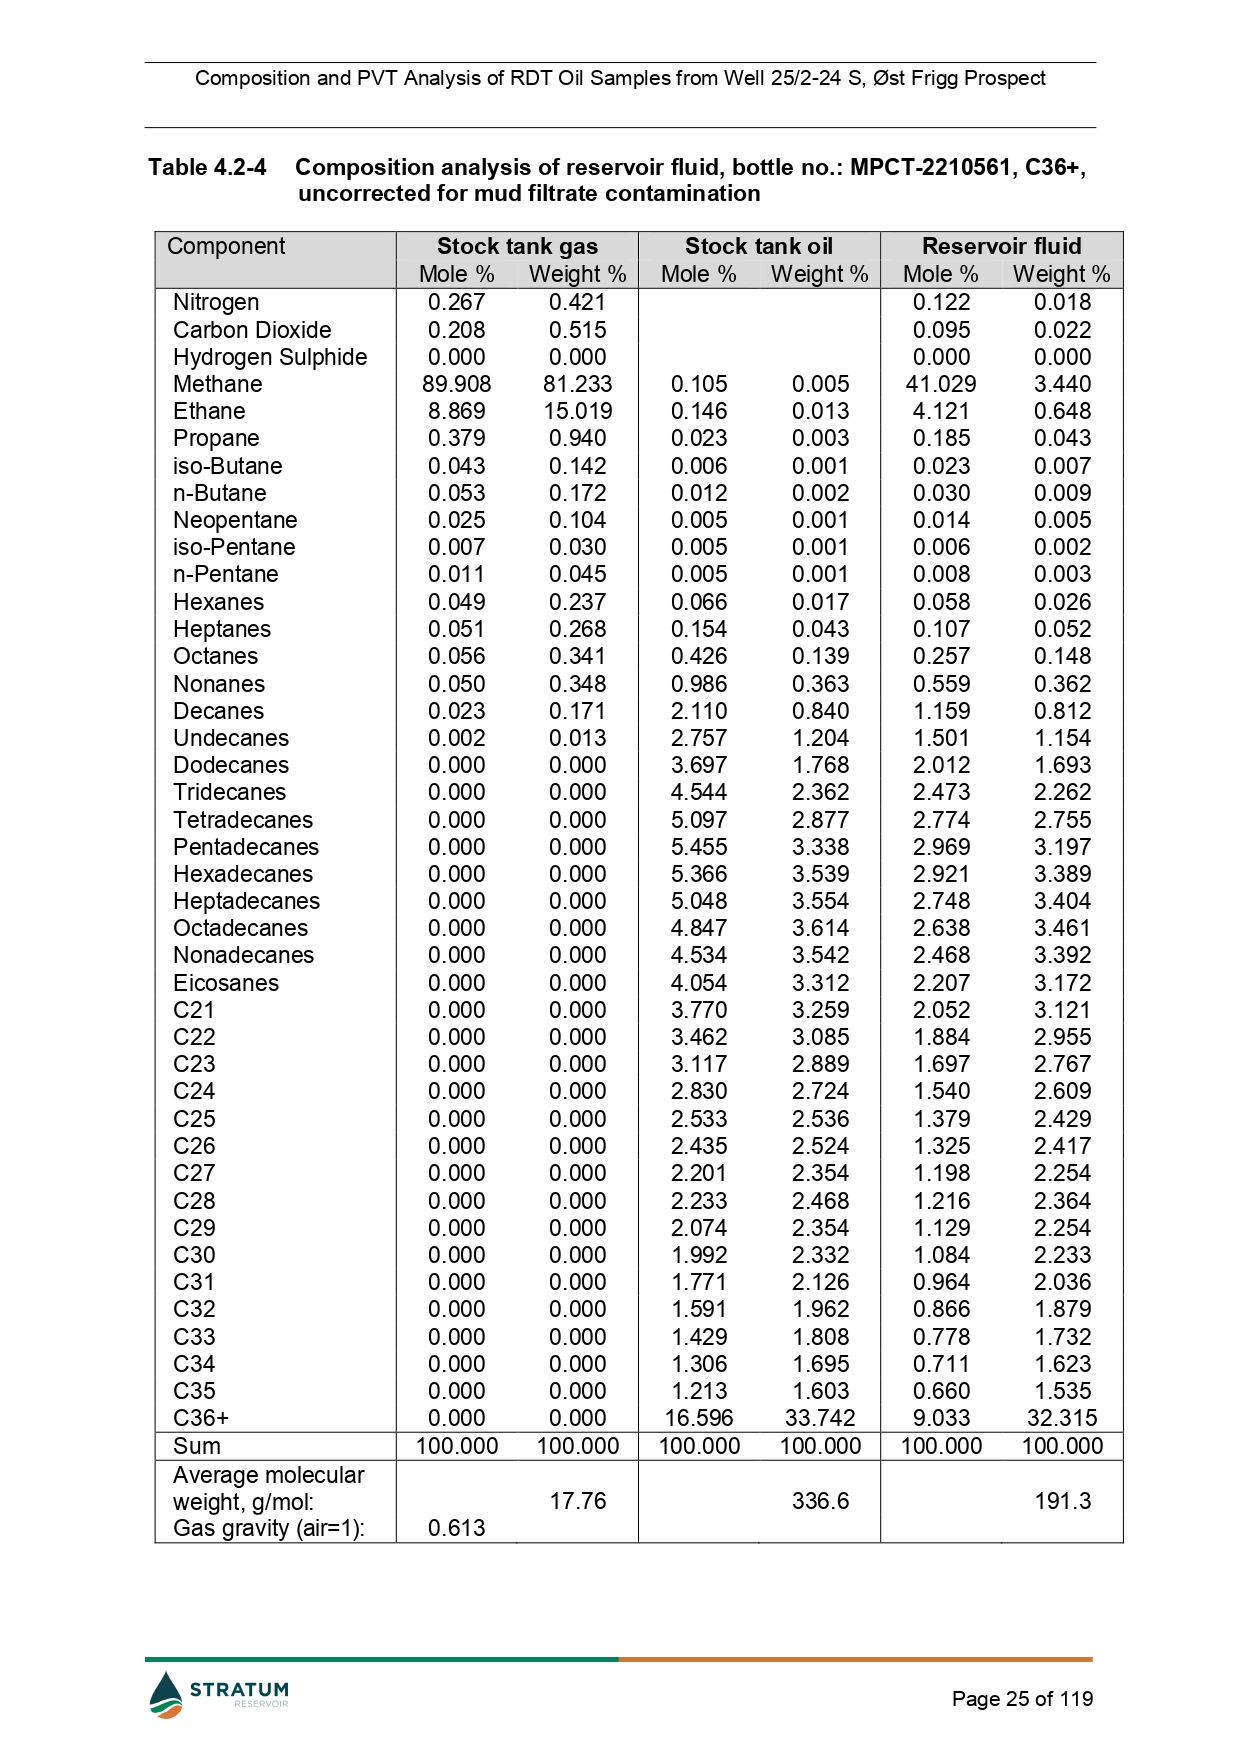 Composition and PVT Analysis of RDT Oil Samples from Well 25/2-24 S, Øst Frigg Prospect
Table 4.2-4 Composition analysis of reservoir fluid, bottle no.: MPCT-2210561, C36+,
uncorrected for mud filtrate contamination
Component Stock tank gas Stock tank oil Reservoir fluid
Mole % Weight % Mole % Weight % Mole % Weight %
Nitrogen 0.267 0.421 0.122 0.018
Carbon Dioxide 0.208 0.515 0.095 0.022
Hydrogen Sulphide 0.000 0.000 0.000 0.000
Methane 89.908 81.233 0.105 0.005 41.029 3.440
Ethane 8.869 15.019 0.146 0.013 4.121 0.648
Propane 0.379 0.940 0.023 0.003 0.185 0.043
iso-Butane 0.043 0.142 0.006 0.001 0.023 0.007
n-Butane 0.053 0.172 0.012 0.002 0.030 0.009
Neopentane 0.025 0.104 0.005 0.001 0.014 0.005
iso-Pentane 0.007 0.030 0.005 0.001 0.006 0.002
n-Pentane 0.011 0.045 0.005 0.001 0.008 0.003
Hexanes 0.049 0.237 0.066 0.017 0.058 0.026
Heptanes 0.051 0.268 0.154 0.043 0.107 0.052
Octanes 0.056 0.341 0.426 0.139 0.257 0.148
Nonanes 0.050 0.348 0.986 0.363 0.559 0.362
Decanes 0.023 0.171 2.110 0.840 1.159 0.812
Undecanes 0.002 0.013 2.757 1.204 1.501 1.154
Dodecanes 0.000 0.000 3.697 1.768 2.012 1.693
Tridecanes 0.000 0.000 4.544 2.362 2.473 2.262
Tetradecanes 0.000 0.000 5.097 2.877 2.774 2.755
Pentadecanes 0.000 0.000 5.455 3.338 2.969 3.197
Hexadecanes 0.000 0.000 5.366 3.539 2.921 3.389
Heptadecanes 0.000 0.000 5.048 3.554 2.748 3.404
Octadecanes 0.000 0.000 4.847 3.614 2.638 3.461
Nonadecanes 0.000 0.000 4.534 3.542 2.468 3.392
Eicosanes 0.000 0.000 4.054 3.312 2.207 3.172
C21 0.000 0.000 3.770 3.259 2.052 3.121
C22 0.000 0.000 3.462 3.085 1.884 2.955
C23 0.000 0.000 3.117 2.889 1.697 2.767
C24 0.000 0.000 2.830 2.724 1.540 2.609
C25 0.000 0.000 2.533 2.536 1.379 2.429
C26 0.000 0.000 2.435 2.524 1.325 2.417
C27 0.000 0.000 2.201 2.354 1.198 2.254
C28 0.000 0.000 2.233 2.468 1.216 2.364
C29 0.000 0.000 2.074 2.354 1.129 2.254
C30 0.000 0.000 1.992 2.332 1.084 2.233
C31 0.000 0.000 1.771 2.126 0.964 2.036
C32 0.000 0.000 1.591 1.962 0.866 1.879
C33 0.000 0.000 1.429 1.808 0.778 1.732
C34 0.000 0.000 1.306 1.695 0.711 1.623
C35 0.000 0.000 1.213 1.603 0.660 1.535
C36+ 0.000 0.000 16.596 33.742 9.033 32.315
Sum 100.000 100.000 100.000 100.000 100.000 100.000
Average molecular
weight, g/mol: 17.76 336.6 191.3
Gas gravity (air=1): 0.613
STRATUM
RESERVOIR
Page 25 of 119